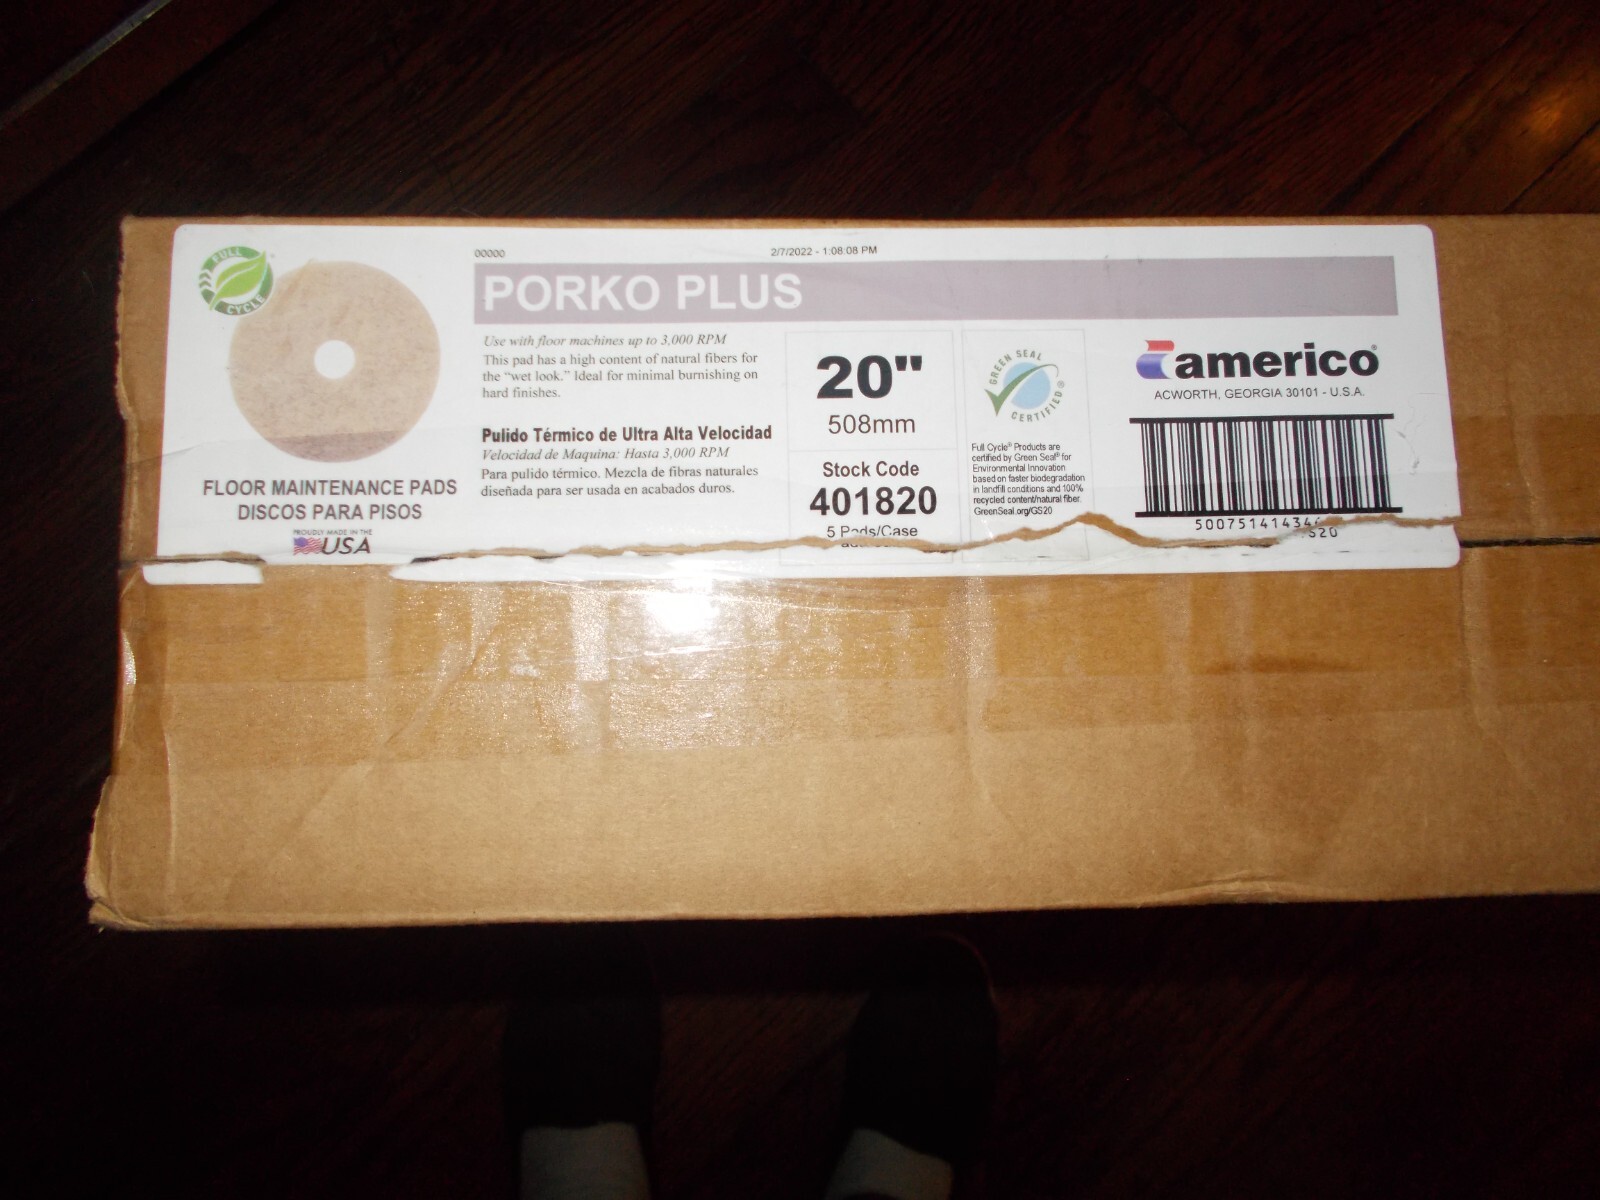 FULL
CYCLE
00000
2/7/2022 - 1:08:08 PM
PORKO PLUS
Use with floor machines up to 3,000 RPM
This pad has a high content of natural fibers for
the "wet look." Ideal for minimal burnishing on
hard finishes.
Pulido Térmico de Ultra Alta Velocidad
Velocidad de Maquina: Hasta 3,000 RPM
Para pulido térmico. Mezcla de fibras naturales
diseñada para ser usada en acabados duros.
FLOOR MAINTENANCE PADS
DISCOS PARA PISOS
PROUDLY MADE IN THE
USA
20"
508mm
Stock Code
401820
5 Pads/Case
GREEN SEAL
CERTIFIED®
Full Cycle® Products are
certified by Green Seal® for
Environmental Innovation
based on faster biodegradation
in landfill conditions and 100%
recycled content/natural fiber.
GreenSeal.org/GS20
americo®
ACWORTH, GEORGIA 30101 - U.S.A.